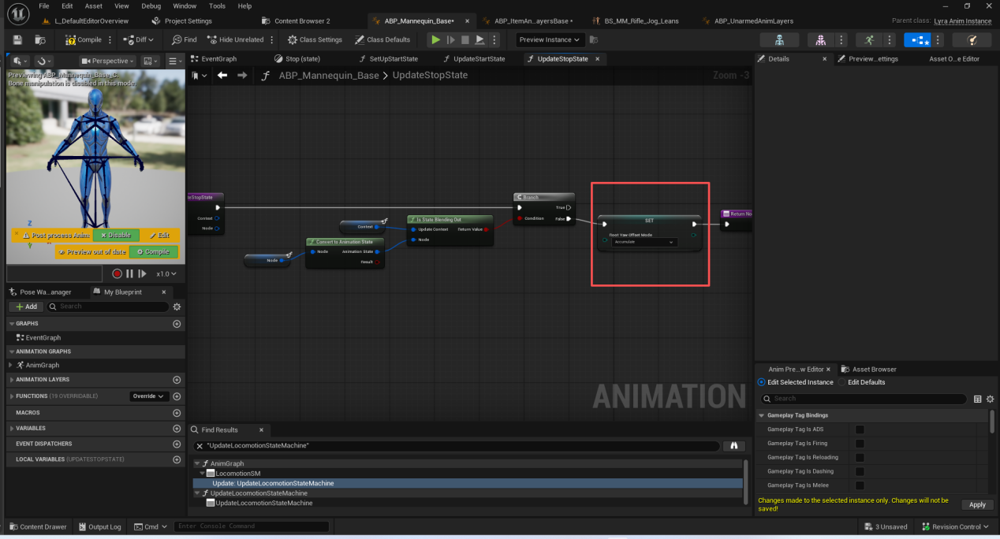 File Edit Asset View Debug Window Tools Help
L_DefaultEditorOverview Project Settings Content Browser 2 ABP_Mannequin_Base* ABP_ItemAn_ayersBase • BS_MM_Rifle_Jog_Leans ABP_UnarmedAnimLayers Parent class: Lyra Anim Instance
Compile Diff Find Hide Unrelated Class Settings Class Defaults Preview Instance
Perspective EventGraph Stop (state) SetUpStartState UpdateStartState UpdateStopState Details Preview...ettings Asset O...e Editor
Previewing ABP_Mannequin_Base_C.
Bone manipulation is disabled in this mode.
ABP_Mannequin_Base > UpdateStopState Zoom -3
teStopState
Context
Node
Context
Node
Convert to Animation State
Node Animation State
Result
Is State Blending Out
Update Context Return Value
Node
Branch
True
Condition False
SET
Root Yaw Offset Mode
Accumulate
Return No
Z
Y
Post process Anim. Disable Edit
Preview out of date Compile
x1.0
Pose Wa...anager My Blueprint
Add Search
GRAPHS
EventGraph
ANIMATION GRAPHS
AnimGraph
ANIMATION LAYERS
FUNCTIONS (19 OVERRIDABLE) Override
MACROS
VARIABLES
EVENT DISPATCHERS
LOCAL VARIABLES (UPDATESTOPSTATE)
ANIMATION
Find Results
"UpdateLocomotionStateMachine"
AnimGraph
LocomotionSM
Update: UpdateLocomotionStateMachine
UpdateLocomotionStateMachine
UpdateLocomotionStateMachine
Anim Pre...w Editor Asset Browser
Edit Selected Instance Edit Defaults
Search
Gameplay Tag Bindings
Gameplay Tag Is ADS
Gameplay Tag Is Firing
Gameplay Tag Is Reloading
Gameplay Tag Is Dashing
Gameplay Tag Is Melee
Changes made to the selected instance only. Changes will not be
saved!
Apply
Content Drawer Output Log Cmd Enter Console Command 3 Unsaved Revision Control